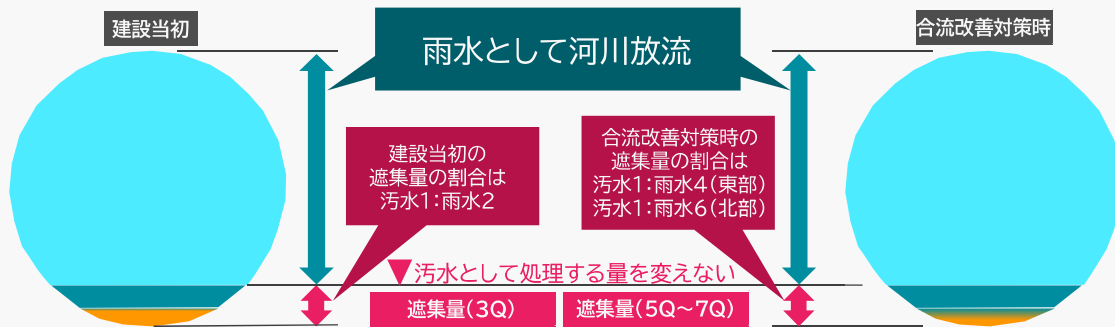 建設当初
合流改善対策時
雨水として河川放流
建設当初の
遮集量の割合は
汚水1:雨水2
合流改善対策時の
遮集量の割合は
汚水1:雨水4(東部)
汚水1:雨水6(北部)
▼汚水として処理する量を変えない
遮集量(3Q)
遮集量(5Q～7Q)